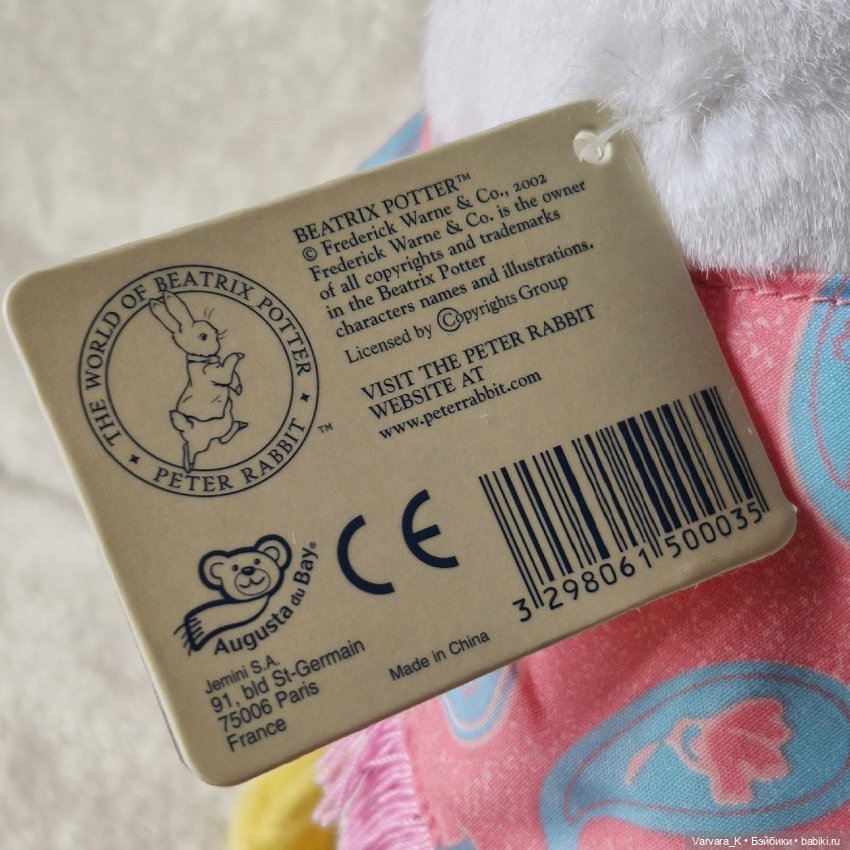 BEATRIX POTTER™
© Frederick Warne & Co., 2002
Frederick Warne & Co. is the owner
of all copyrights and trademarks
in the Beatrix Potter
characters names and illustrations.
Licensed by ©opyrights Group
VISIT THE PETER RABBIT
WEBSITE AT
www.peterrabbit.com
THE WORLD OF BEATRIX POTTER
PETER RABBIT
™
CE
3 298061 500035
Augusta du Bay®
Jemini S.A.
91, bld St-Germain
75006 Paris
France
Made in China
Varvara_K • Бэйбики • babiki.ru